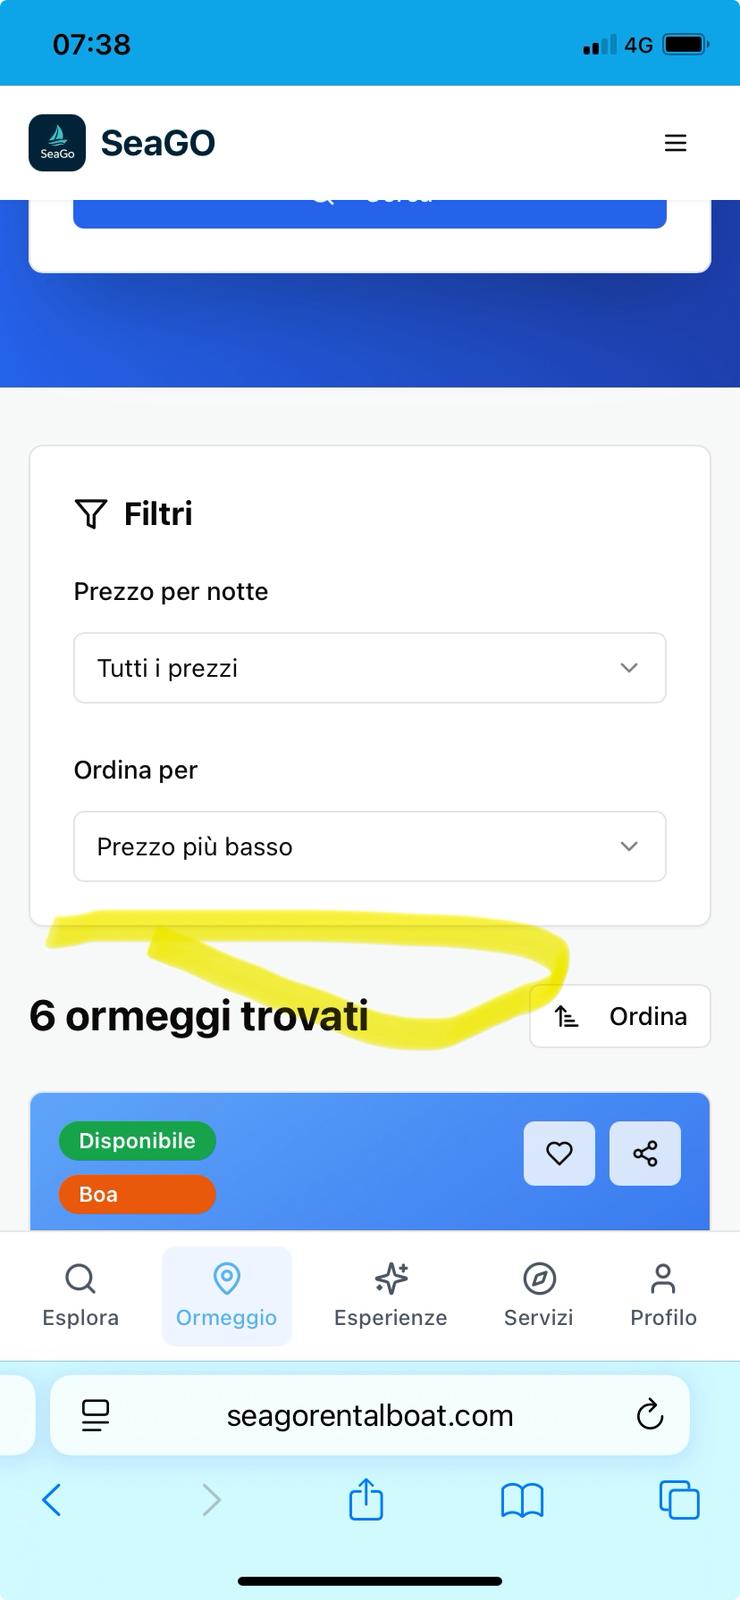 07:38
4G
SeaGo
SeaGO
Filtri
Prezzo per notte
Tutti i prezzi
Ordina per
Prezzo più basso
6 ormeggi trovati
Ordina
Disponibile
Boa
Esplora
Ormeggio
Esperienze
Servizi
Profilo
seagorentalboat.com